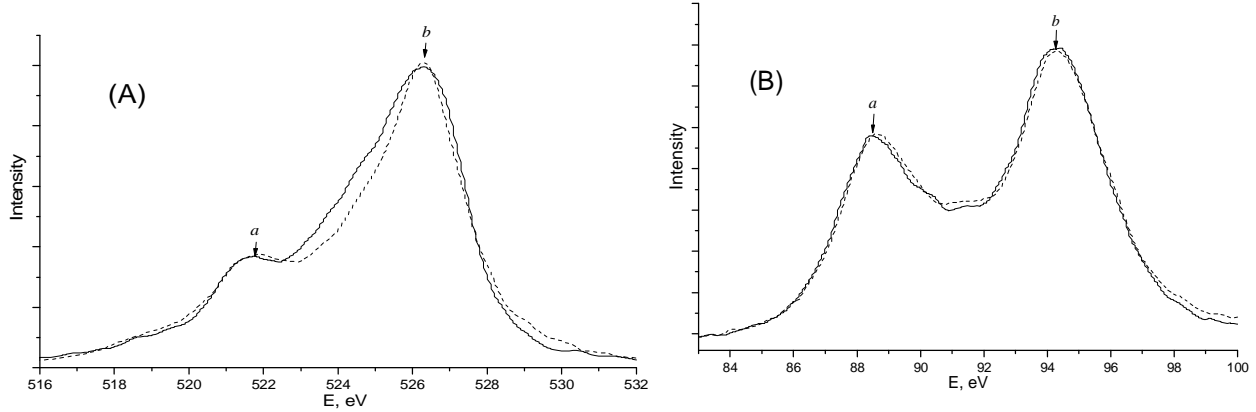 (A)
a
b
Intensity
516 518 520 522 524 526 528 530 532
E, eV
(B)
a
b
Intensity
84 86 88 90 92 94 96 98 100
E, eV